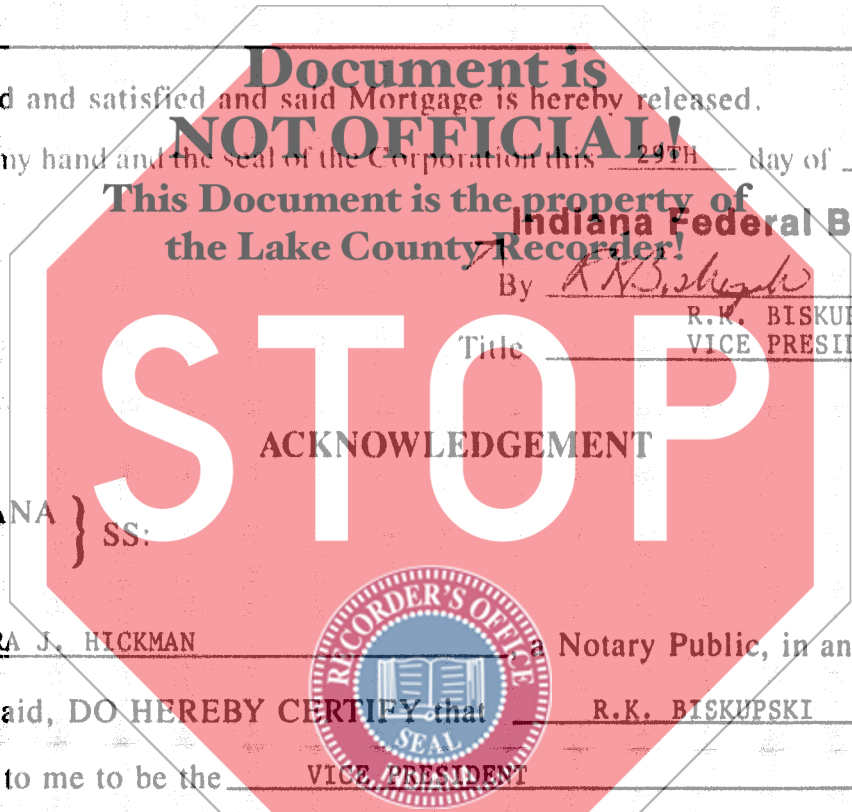 Document is
d and satisfied and said Mortgage is hereby released.
NOT OFFICIAL!
my hand and the seal of the Corporation this 29TH day of
This Document is the property of
Indiana Federal B
the Lake County Recorder!
By
R.K. BISKUP
Title VICE PRESID
STOP
ACKNOWLEDGEMENT
ANA } SS:
RECORDER'S OFFICE
RA J. HICKMAN a Notary Public, in an
aid, DO HEREBY CERTIFY that R.K. BISKUPSKI
SEAL
to me to be the VICE PRESIDENT